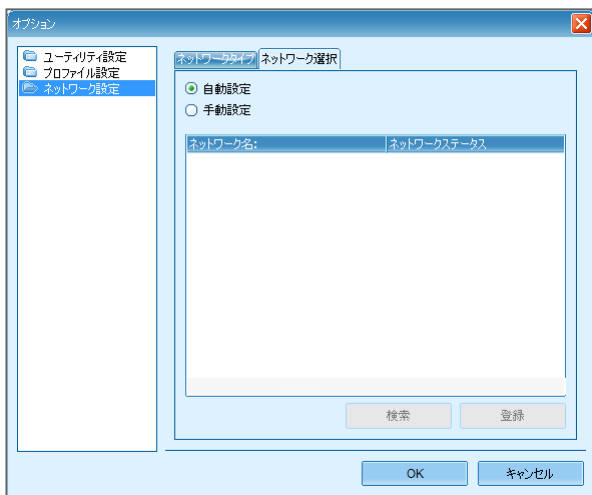 オプション
ユーティリティ設定
プロファイル設定
ネットワーク設定
ネットワークタイプ ネットワーク選択
自動設定
手動設定
ネットワーク名: ネットワークステータス
検索 登録
OK キャンセル